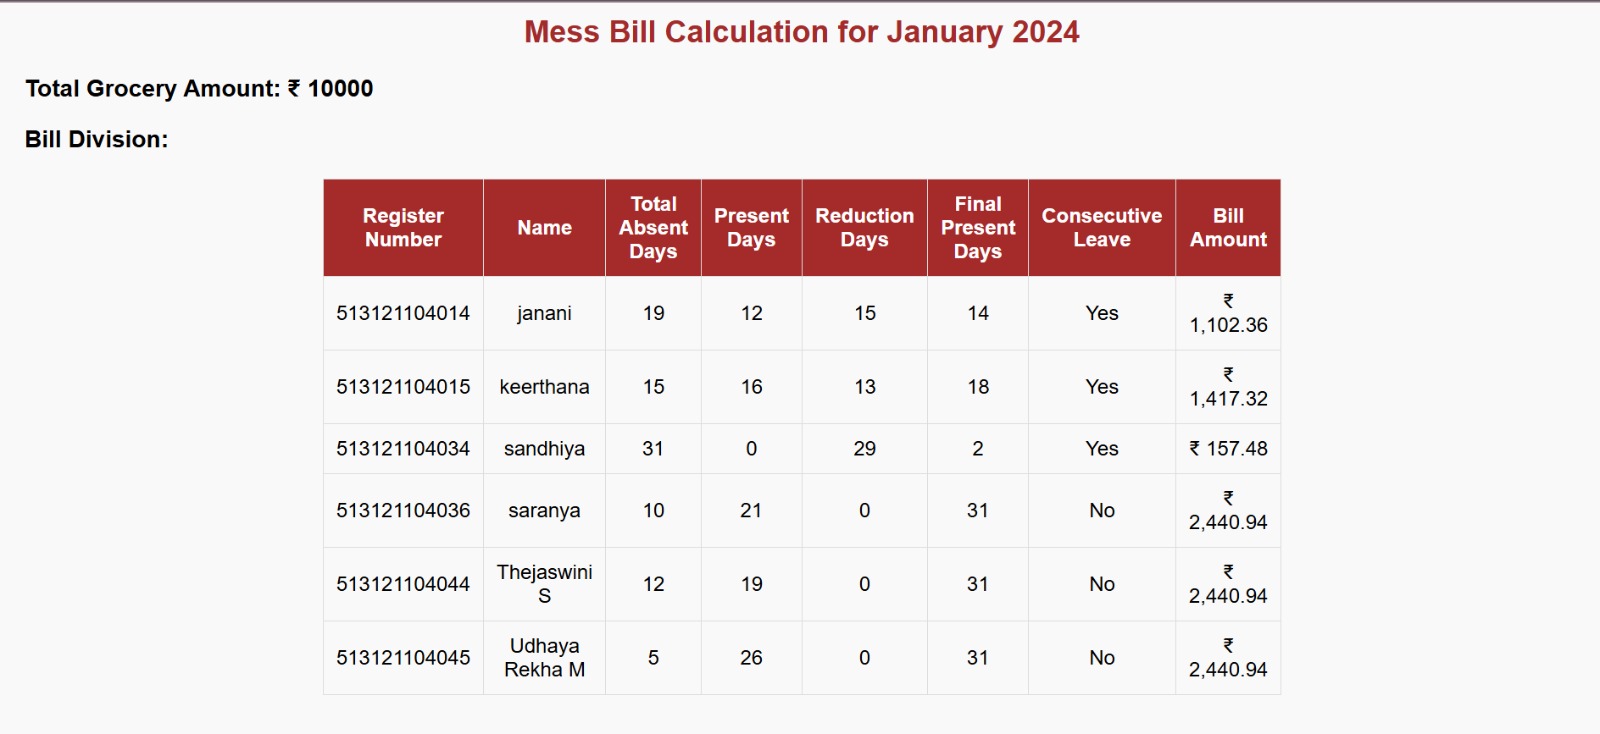 Mess Bill Calculation for January 2024
Total Grocery Amount: ₹ 10000
Bill Division:
Register Number Name Total Absent Days Present Days Reduction Days Final Present Days Consecutive Leave Bill Amount
513121104014 janani 19 12 15 14 Yes ₹ 1,102.36
513121104015 keerthana 15 16 13 18 Yes ₹ 1,417.32
513121104034 sandhiya 31 0 29 2 Yes ₹ 157.48
513121104036 saranya 10 21 0 31 No ₹ 2,440.94
513121104044 Thejaswini S 12 19 0 31 No ₹ 2,440.94
513121104045 Udhaya Rekha M 5 26 0 31 No ₹ 2,440.94